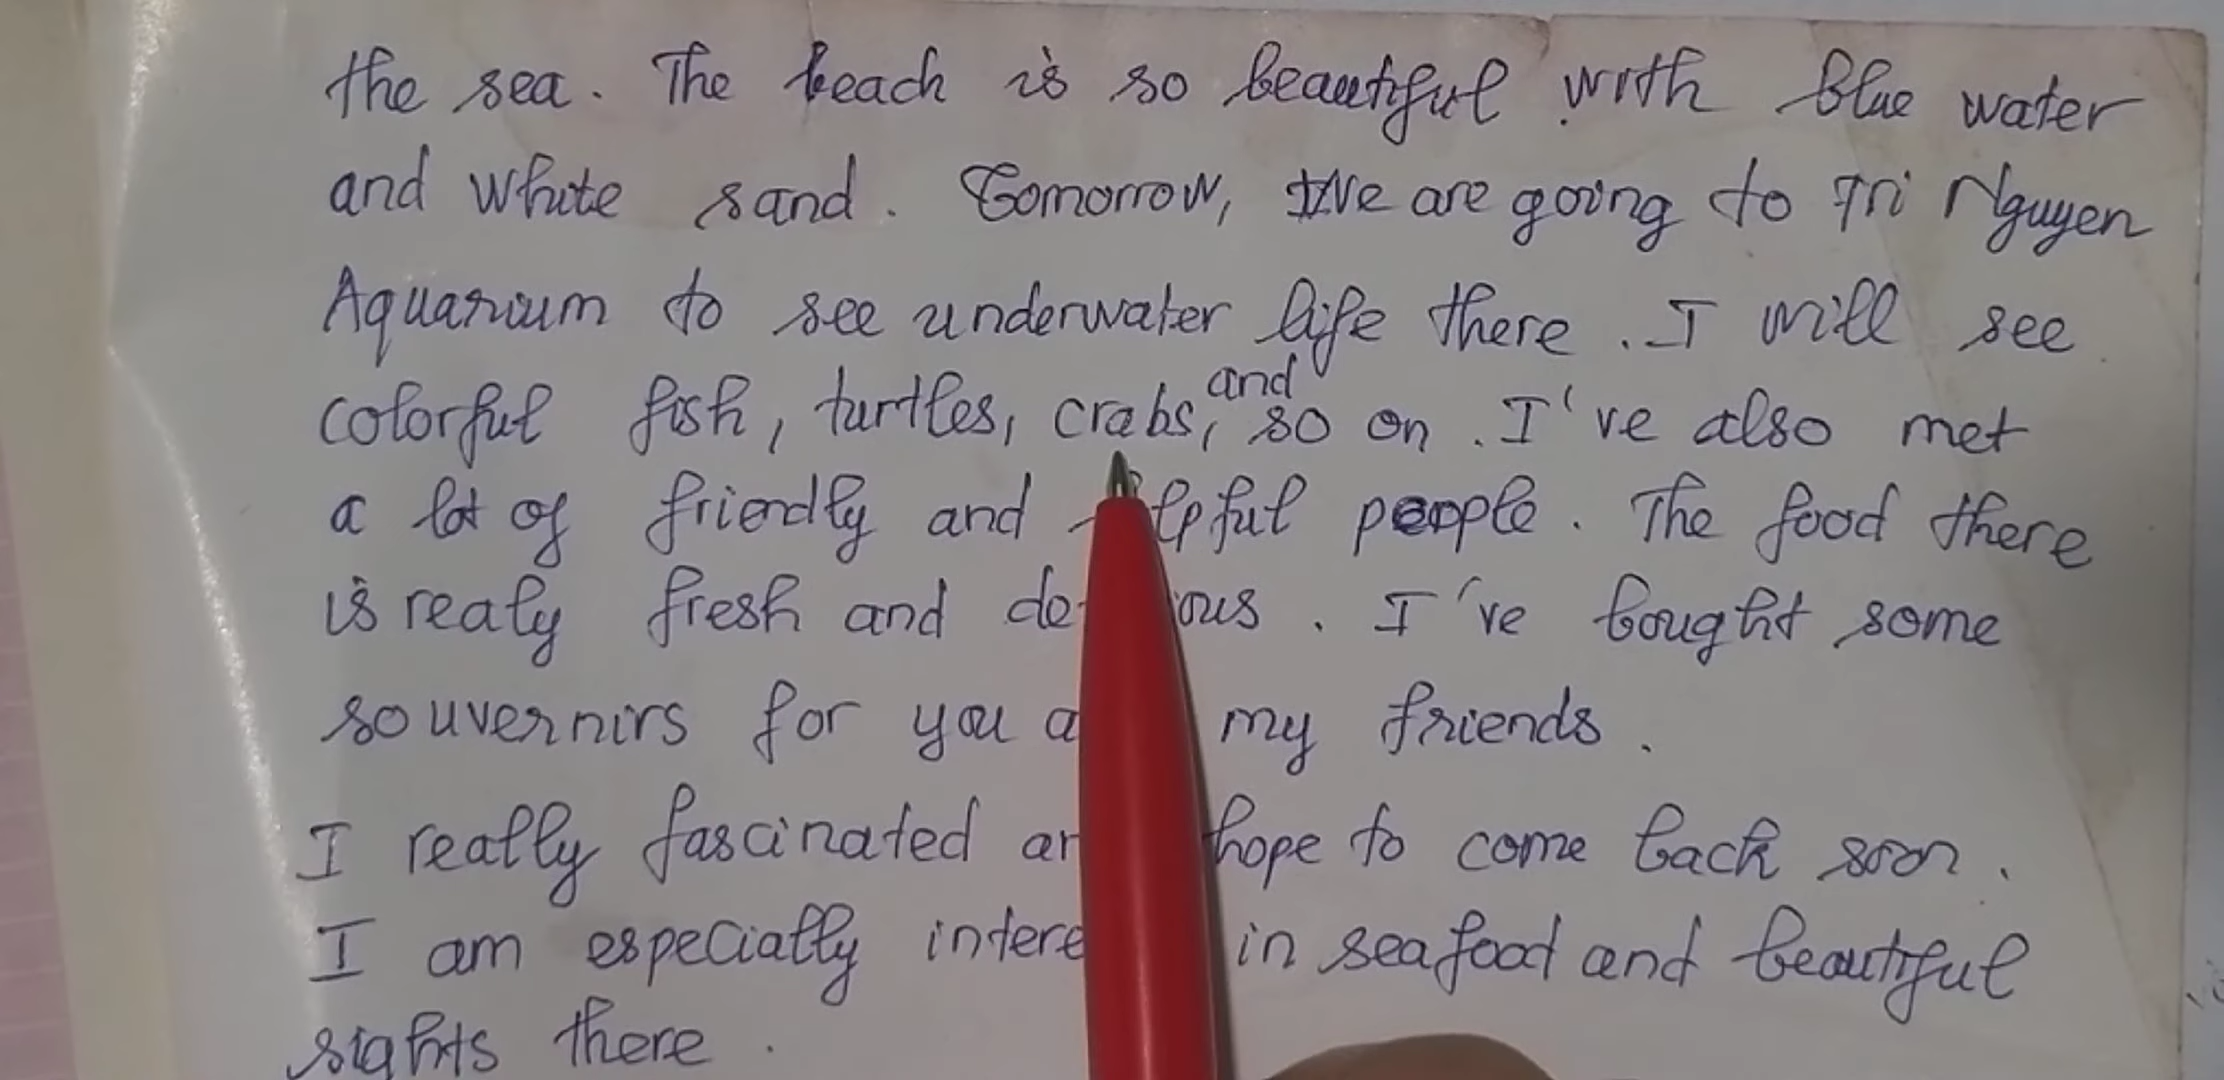 the sea. The beach is so beautiful with blue water
and white sand. Tomorrow, We are going to Tri Nguyen
Aquarium to see underwater life there. I will see
colorful fish, turtles, crabs, and so on. I've also met
a lot of friendly and people. The food there
is realy fresh and. I've bought some
souvernirs for you my friends.
I really fascinated hope to come back soon.
I am especially in seafood and beautiful
sights there.